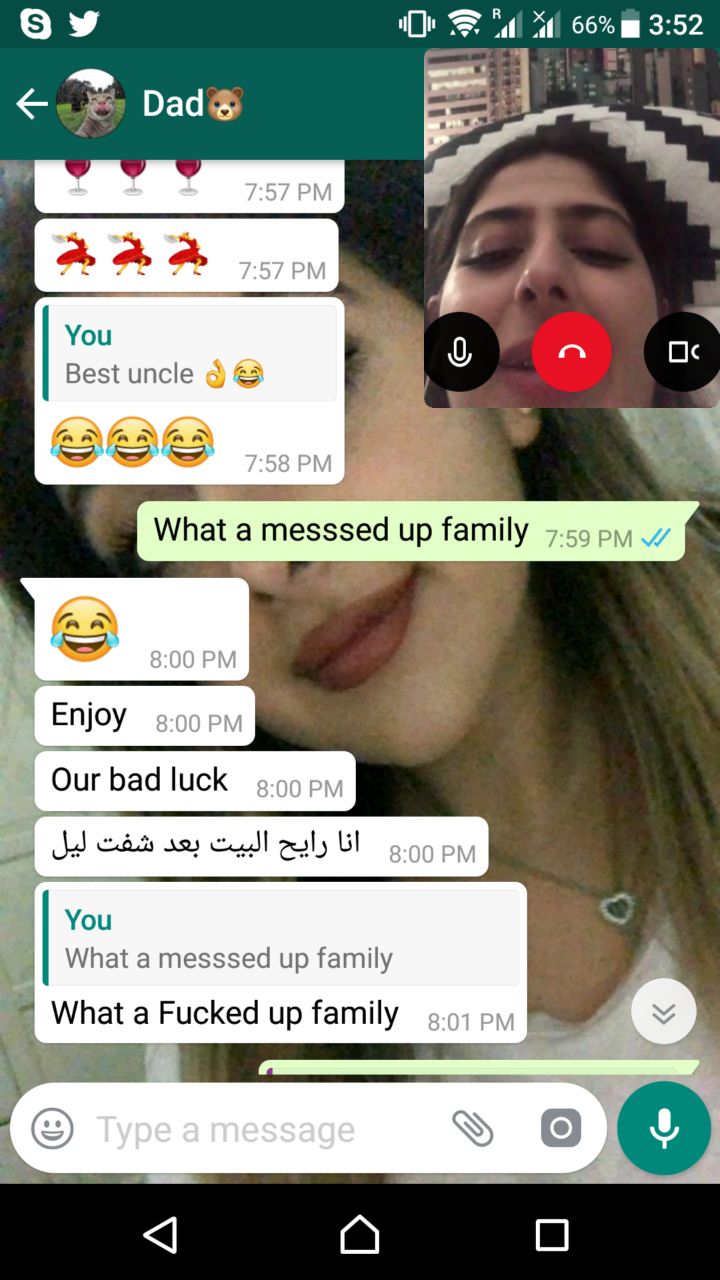 R 66% 3:52
Dad🐻
🍷🍷🍷
7:57 PM
💃💃💃
7:57 PM
You
Best uncle 👌😂
😂😂😂
7:58 PM
What a messsed up family 7:59 PM
😂
8:00 PM
Enjoy 8:00 PM
Our bad luck 8:00 PM
انا رايح البيت بعد شفت ليل 8:00 PM
You
What a messsed up family
What a Fucked up family 8:01 PM
Type a message